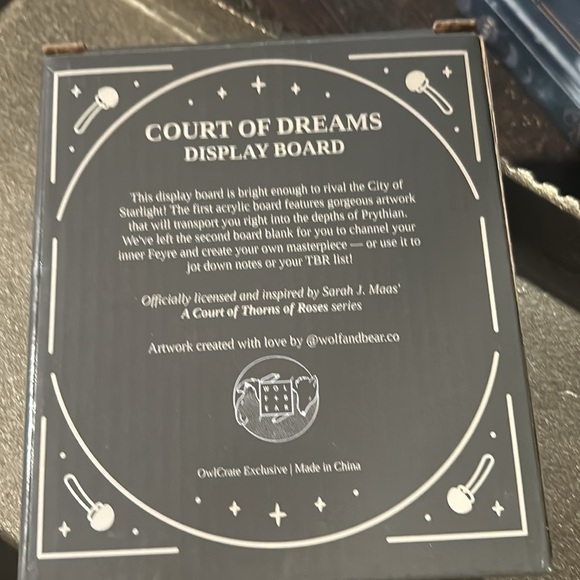 COURT OF DREAMS
DISPLAY BOARD
This display board is bright enough to rival the City of
Starlight! The first acrylic board features gorgeous artwork
that will transport you right into the depths of Prythian.
We've left the second board blank for you to channel your
inner Feyre and create your own masterpiece — or use it to
jot down notes or your TBR list!
Officially licensed and inspired by Sarah J. Maas'
A Court of Thorns of Roses series
Artwork created with love by @wolfandbear.co
OwlCrate Exclusive | Made in China